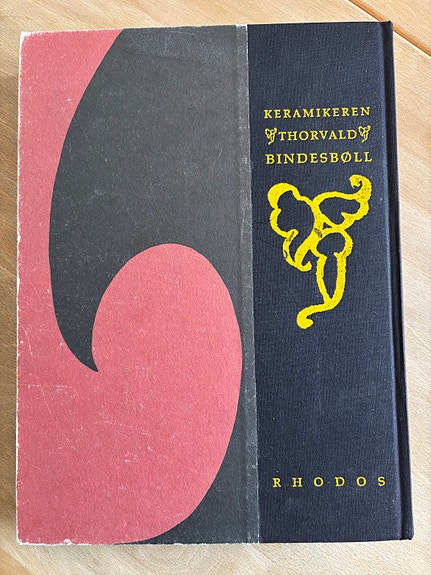 KERAMIKEREN
THORVALD
BINDESBØLL
RHODOS